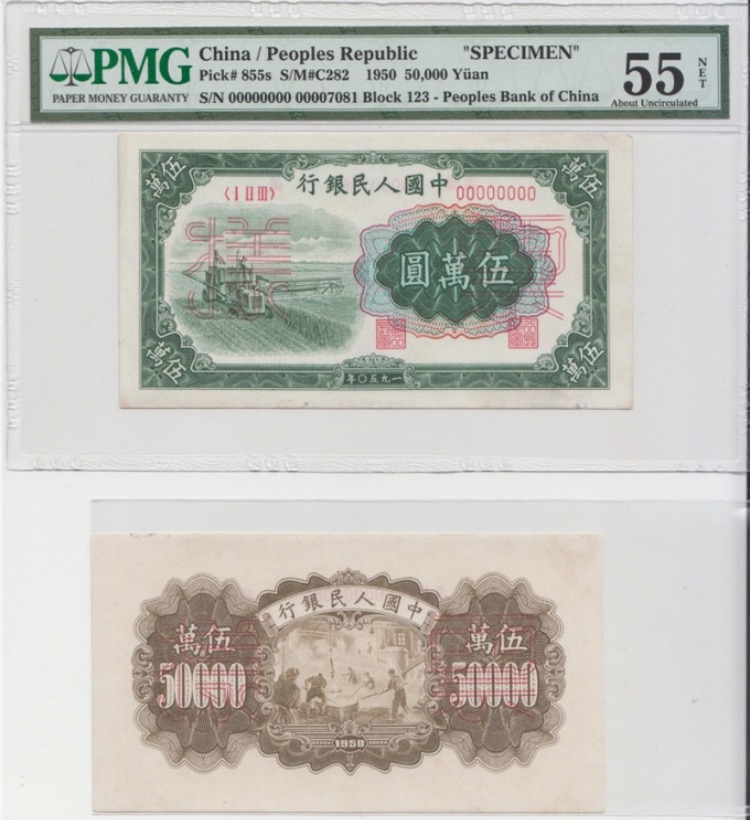 PMG
PAPER MONEY GUARANTY
China / Peoples Republic "SPECIMEN"
Pick# 855s S/M#C282 1950 50,000 Yüan
S/N 00000000 00007081 Block 123 - Peoples Bank of China
55 NET
About Uncirculated
伍萬
伍萬
行銀民人國中
〈I II III〉
00000000
圓萬伍
伍萬
伍萬
年〇五九一
行銀民人國中
萬伍
萬伍
50000
50000
1950